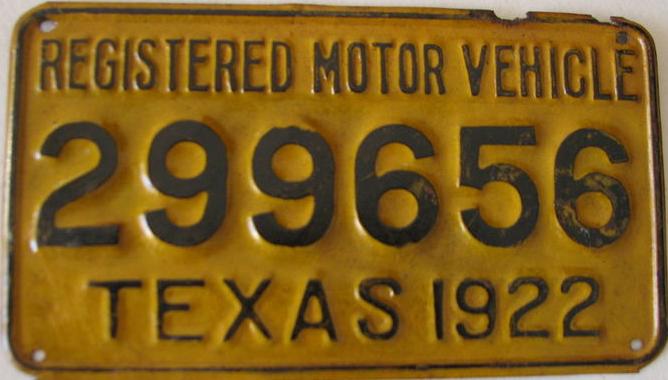 REGISTERED MOTOR VEHICLE
299656
TEXAS 1922